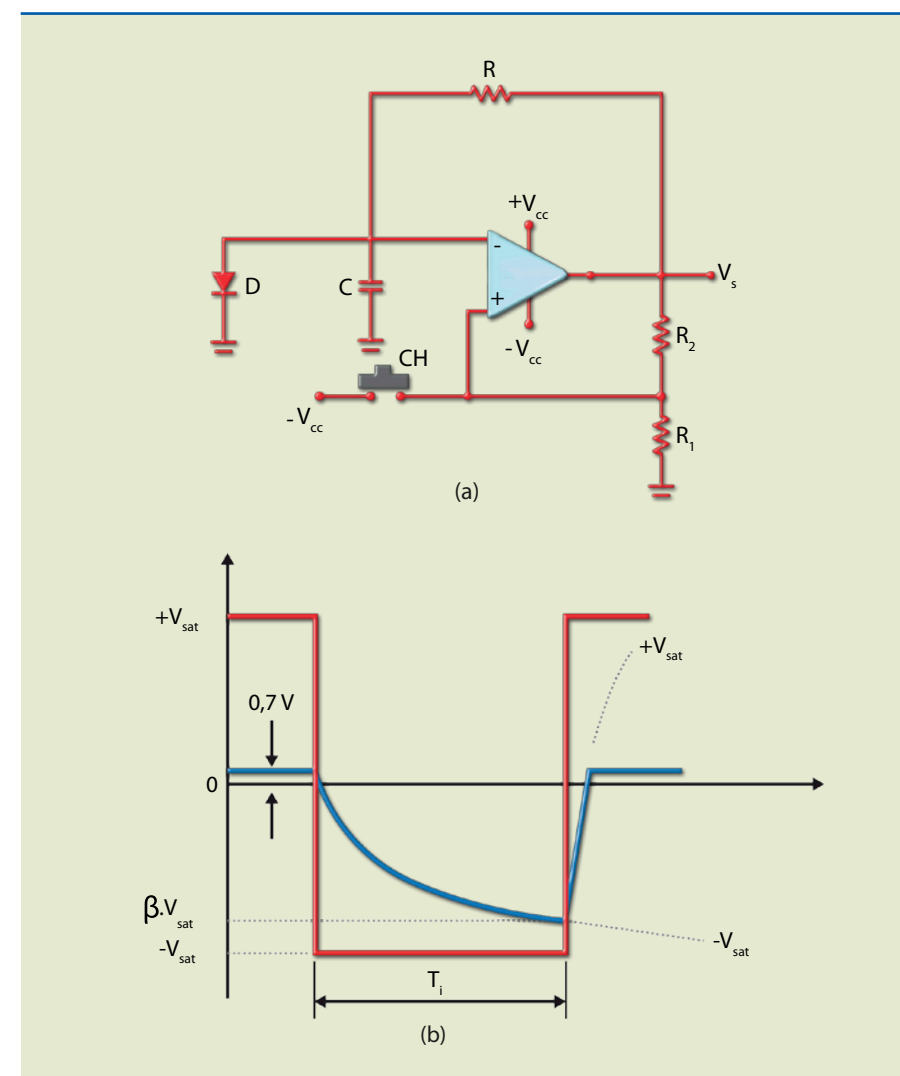 R
+Vcc
-
D
C
+
Vs
-Vcc
R2
CH
-Vcc
R1
(a)
+Vsat
+Vsat
0,7 V
0
β.Vsat
-Vsat
-Vsat
Ti
(b)